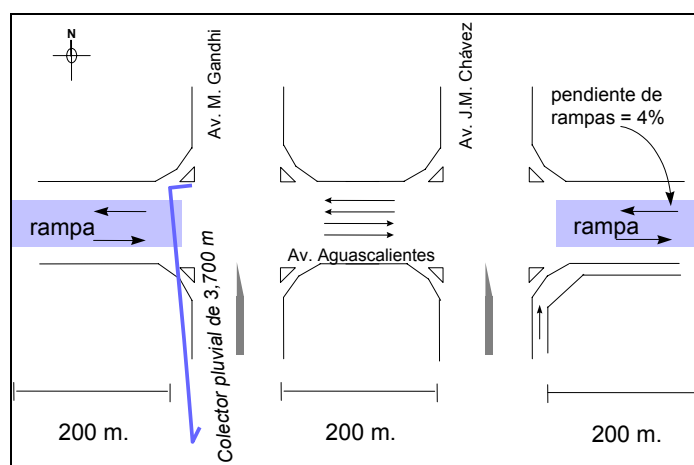 N
Av. M. Gandhi
Av. J.M. Chávez
pendiente de
rampas = 4%
rampa
rampa
Av. Aguascalientes
Colector pluvial de 3,700 m
200 m.
200 m.
200 m.